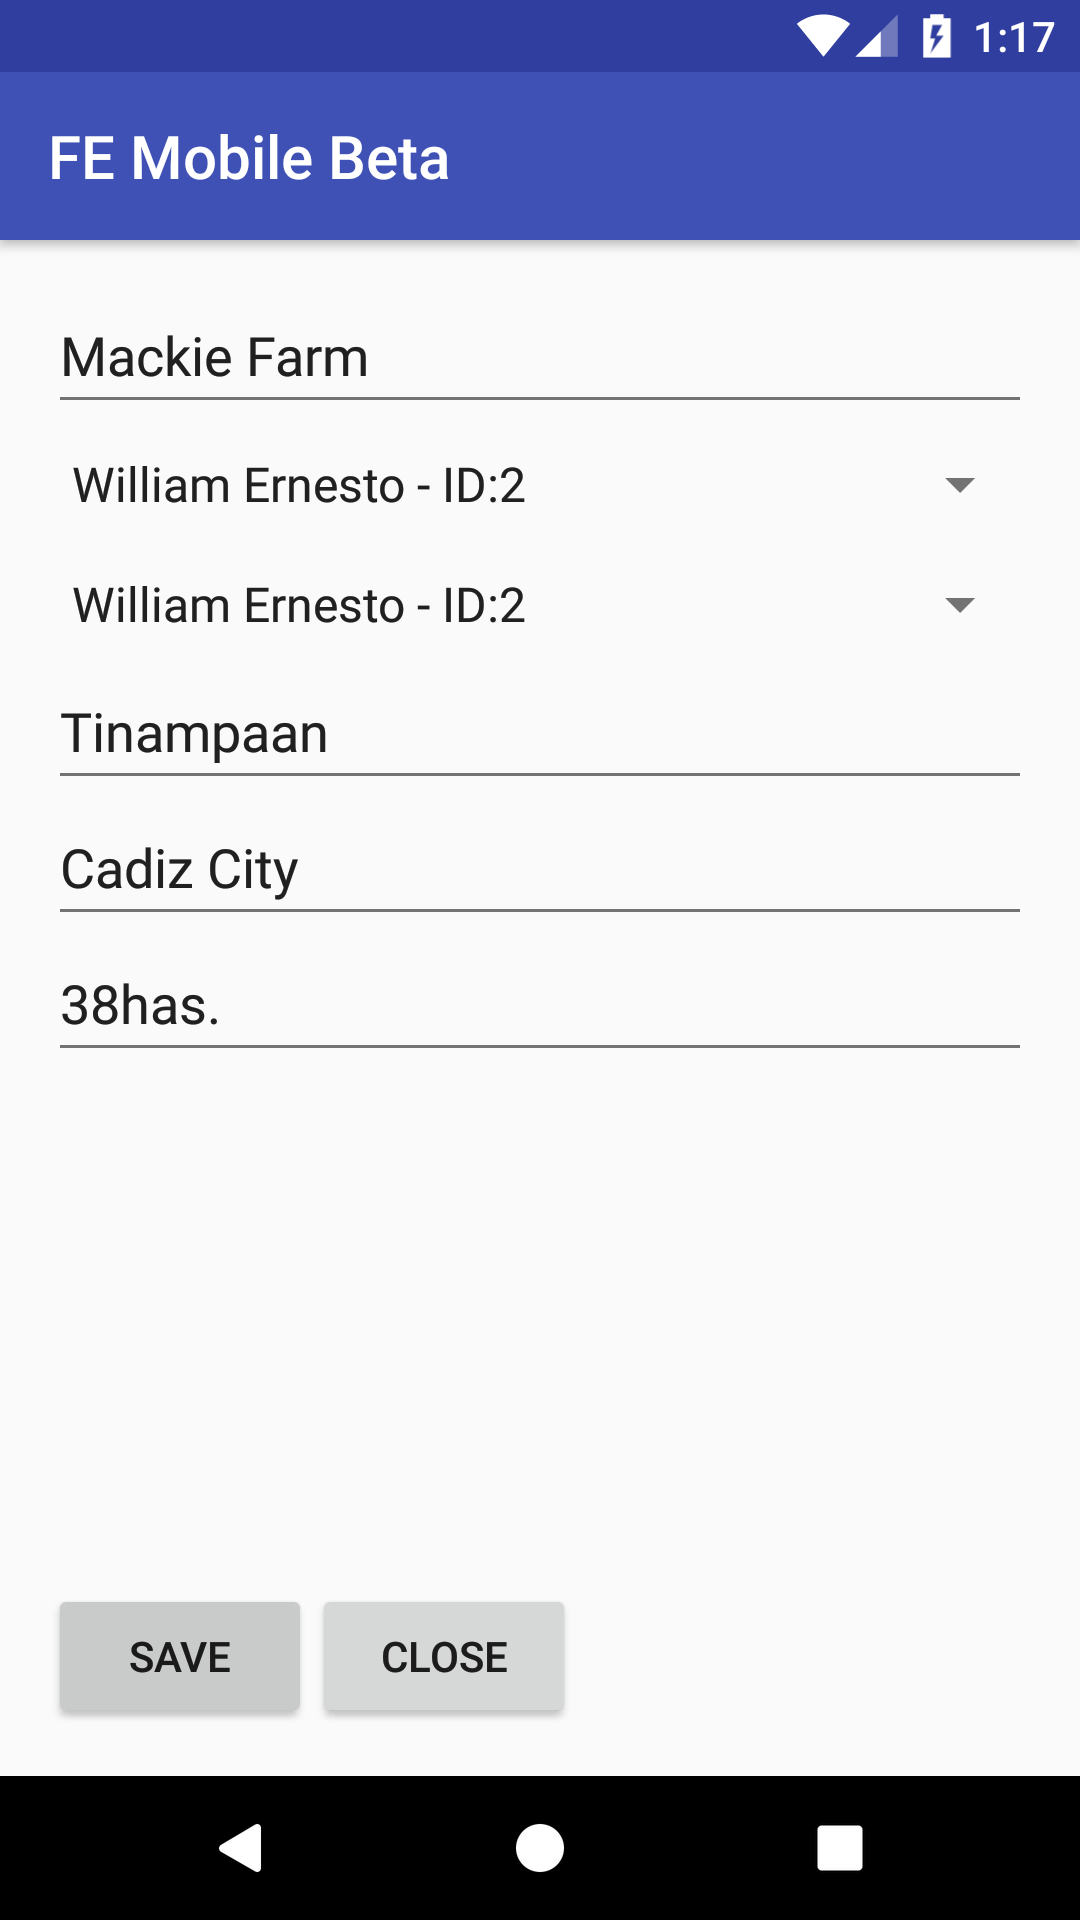 1:17
FE Mobile Beta
Mackie Farm
William Ernesto - ID:2
William Ernesto - ID:2
Tinampaan
Cadiz City
38has.
SAVE CLOSE